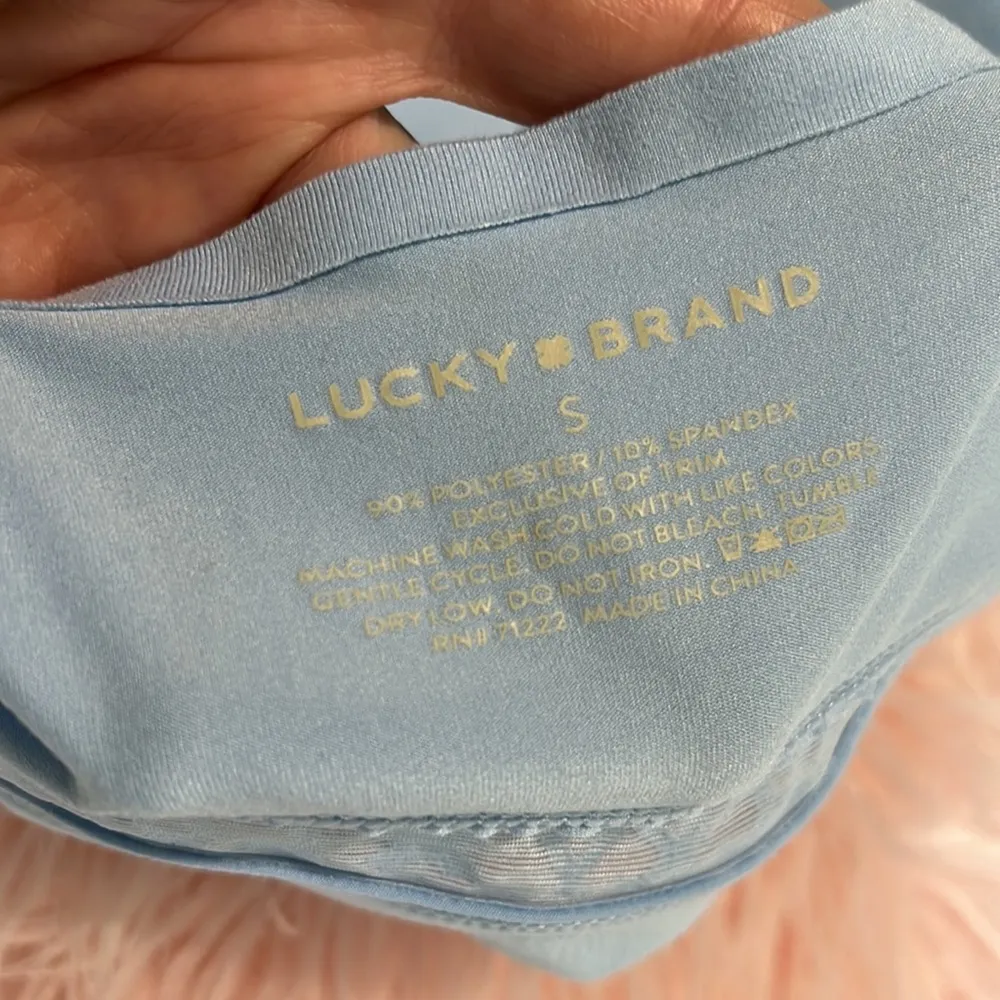 LUCKY BRAND
S
90% POLYESTER / 10% SPANDEX
EXCLUSIVE OF TRIM
MACHINE WASH COLD WITH LIKE COLORS.
GENTLE CYCLE. DO NOT BLEACH. TUMBLE
DRY LOW. DO NOT IRON.
RN# 71222 MADE IN CHINA